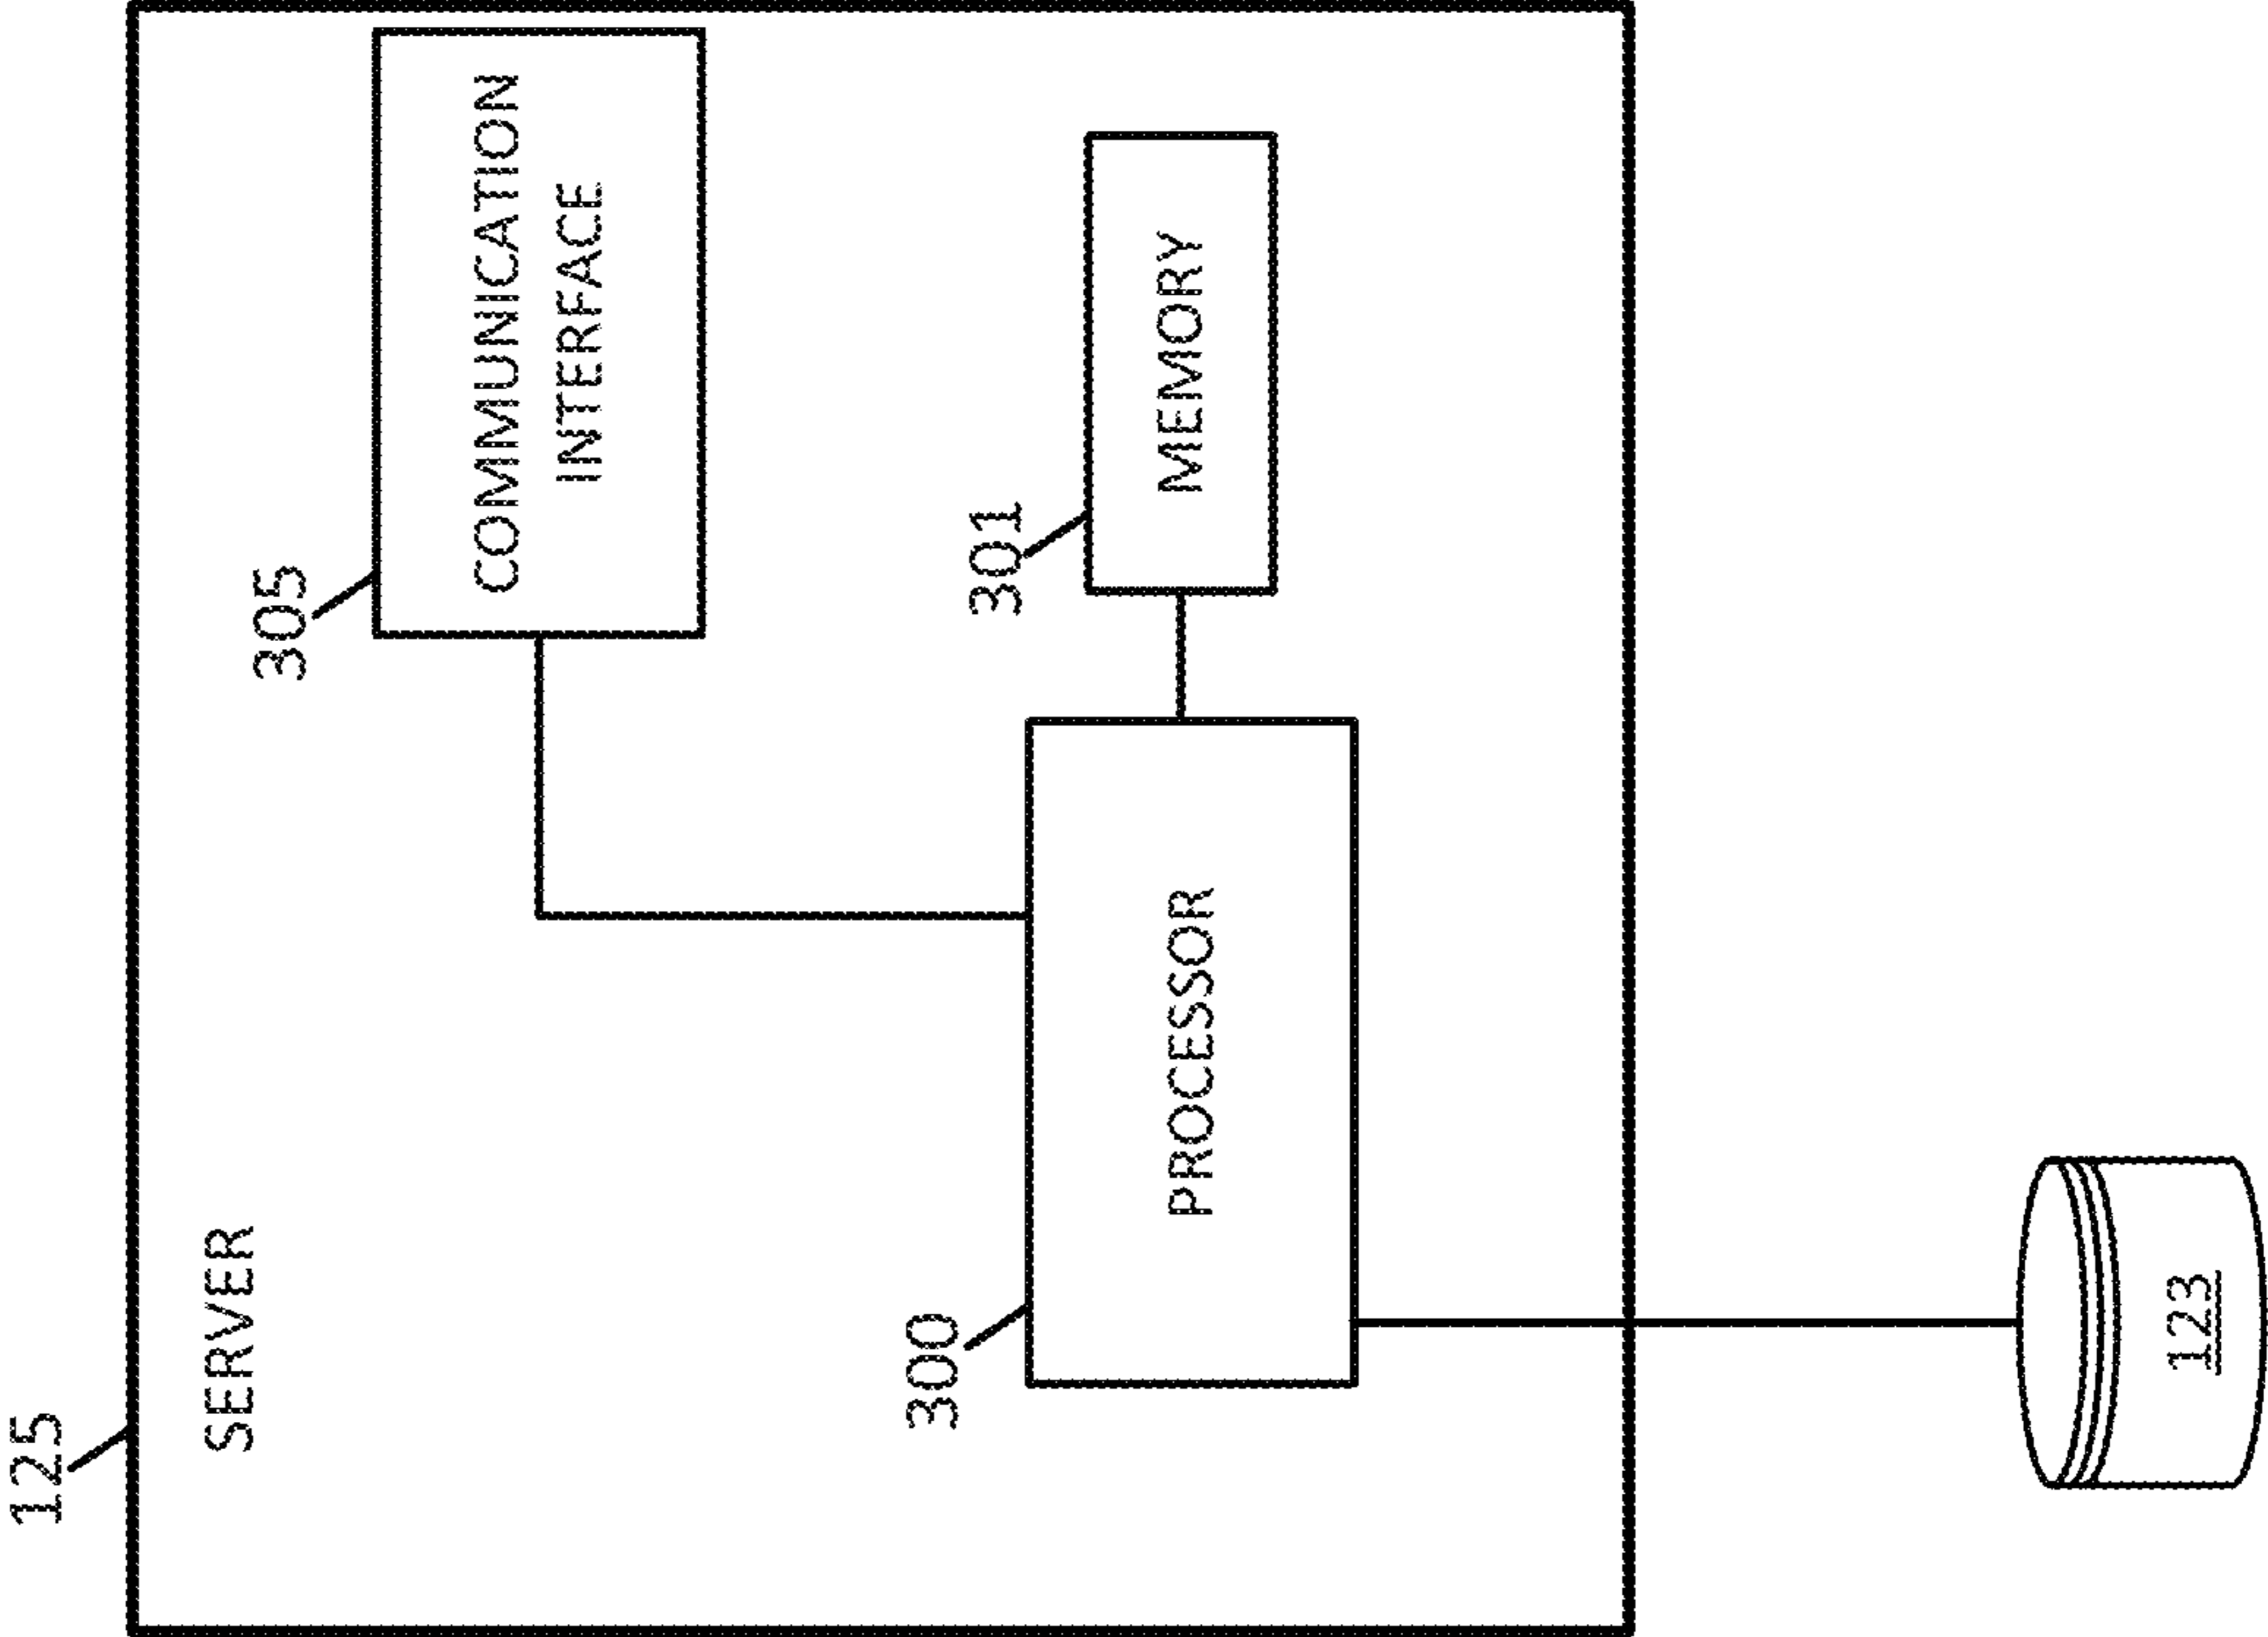 125
SERVER
305
COMMUNICATION
INTERFACE
300
PROCESSOR
301
MEMORY
123